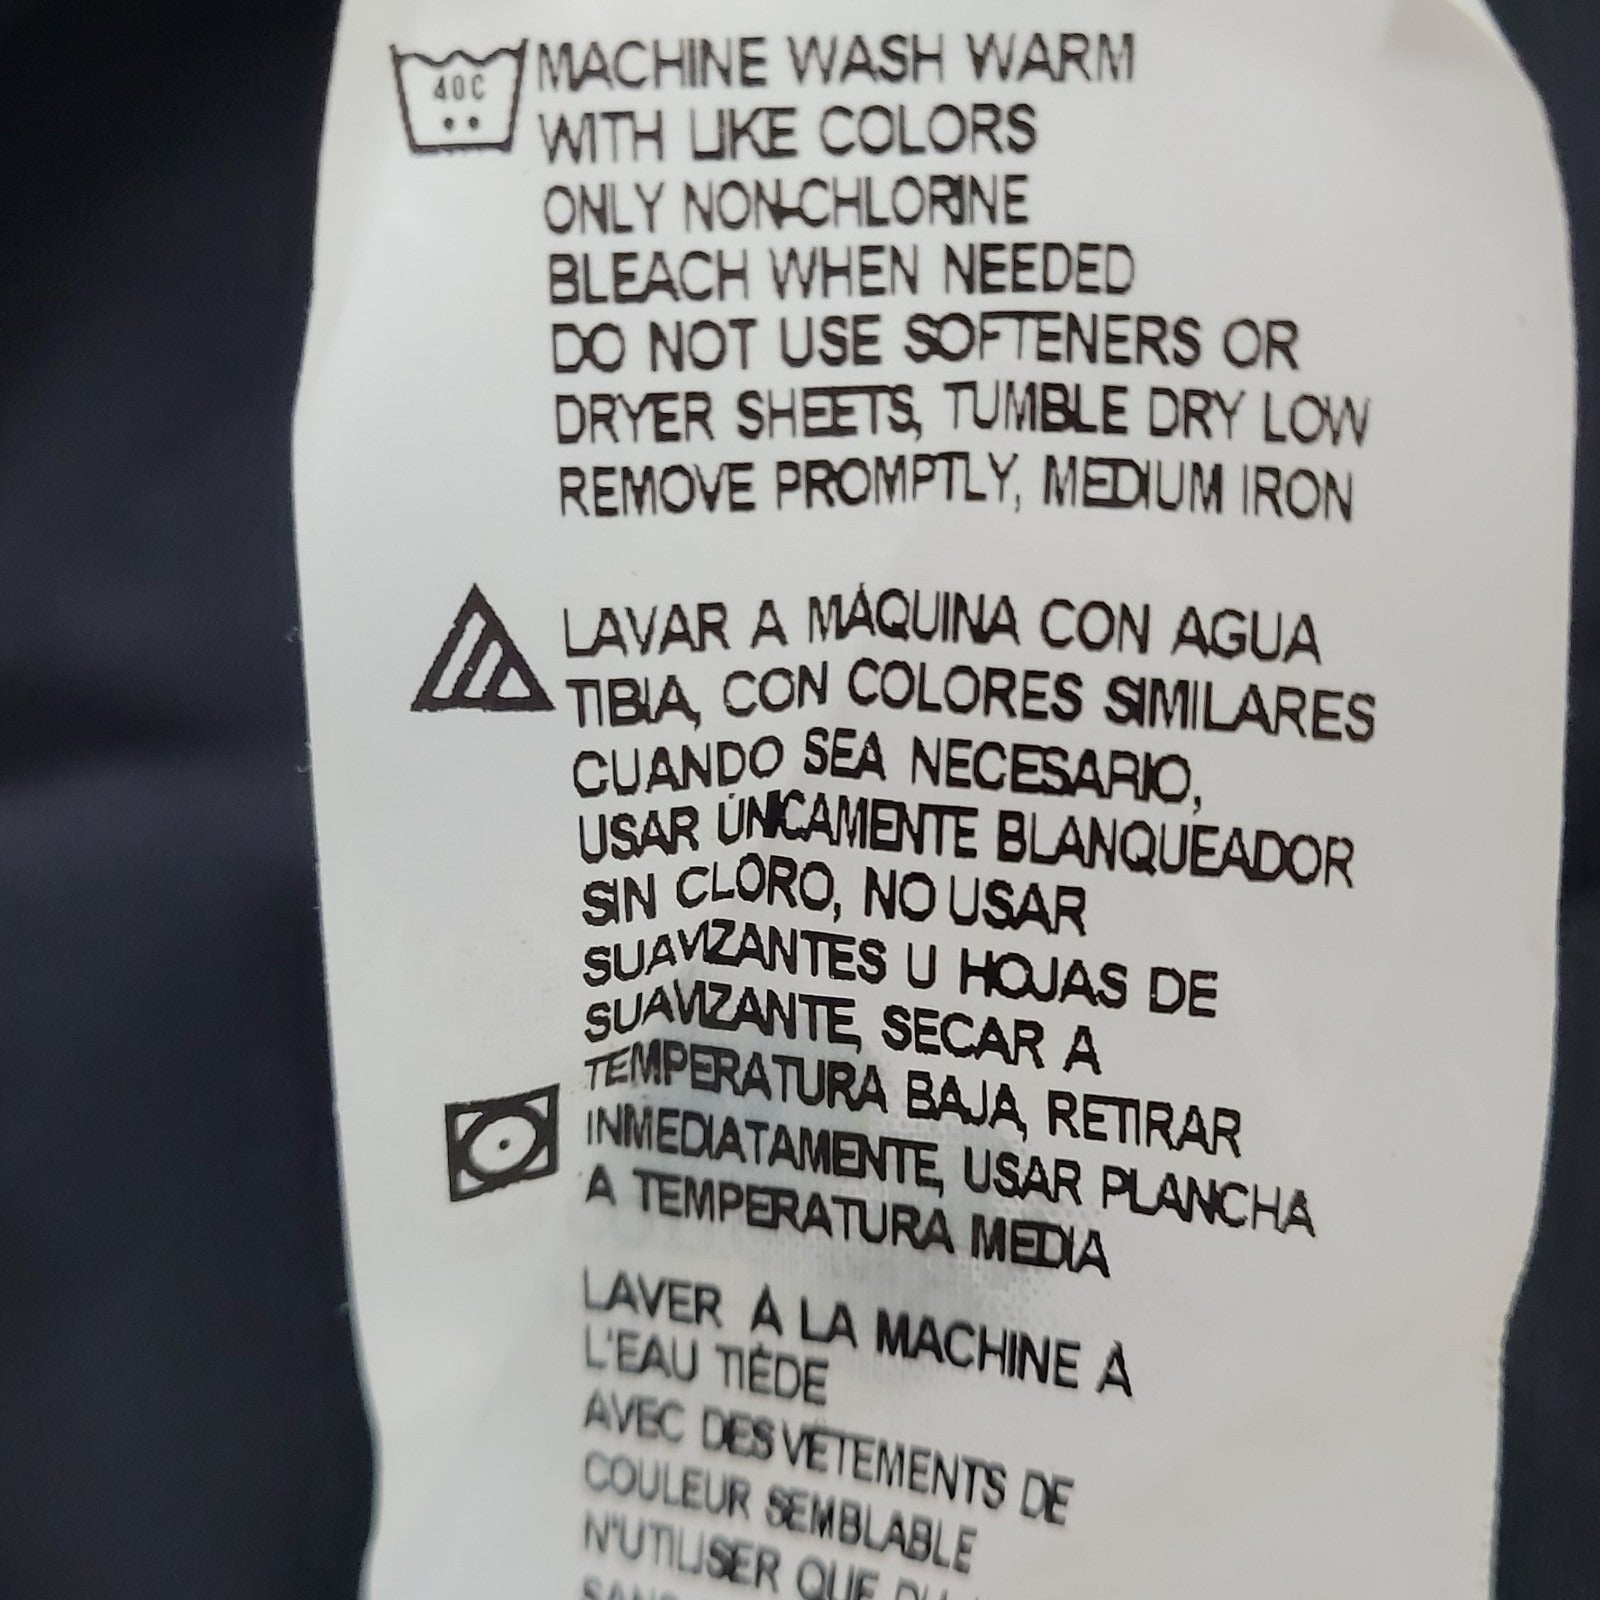 40C
MACHINE WASH WARM
WITH LIKE COLORS
ONLY NON-CHLORINE
BLEACH WHEN NEEDED
DO NOT USE SOFTENERS OR
DRYER SHEETS, TUMBLE DRY LOW
REMOVE PROMPTLY, MEDIUM IRON
LAVAR A MÁQUINA CON AGUA
TIBIA, CON COLORES SIMILARES
CUANDO SEA NECESARIO,
USAR ÚNICAMENTE BLANQUEADOR
SIN CLORO, NO USAR
SUAVIZANTES U HOJAS DE
SUAVIZANTE, SECAR A
TEMPERATURA BAJA, RETIRAR
INMEDIATAMENTE, USAR PLANCHA
A TEMPERATURA MEDIA
LAVER À LA MACHINE À
L'EAU TIÈDE
AVEC DES VÊTEMENTS DE
COULEUR SEMBLABLE
N'UTILISER QUE